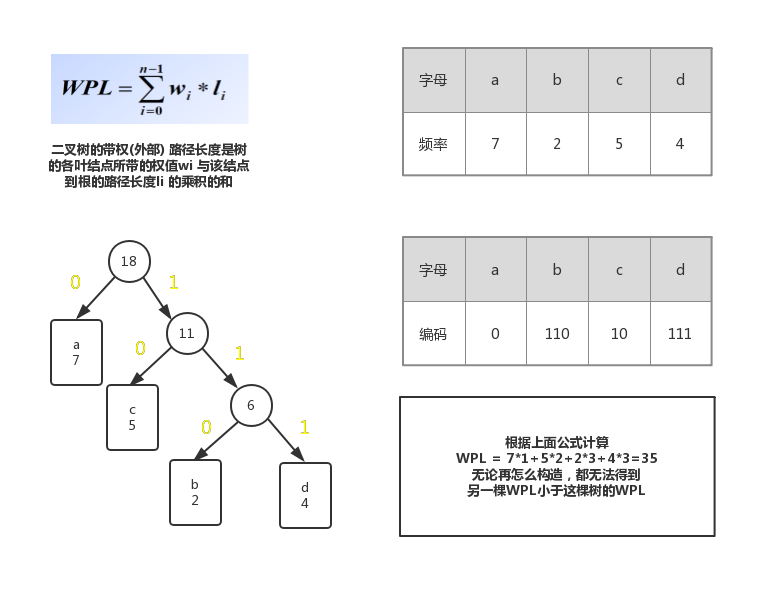 WPL = ∑ w_i * l_i
n-1
i=0
二叉树的带权(外部) 路径长度是树
的各叶结点所带的权值wi 与该结点
到根的路径长度li 的乘积的和
字母 a b c d
频率 7 2 5 4
字母 a b c d
编码 0 110 10 111
18
0 1
a
7
11
0 1
c
5
6
0 1
b
2
d
4
根据上面公式计算
WPL = 7*1+5*2+2*3+4*3=35
无论再怎么构造，都无法得到
另一棵WPL小于这棵树的WPL